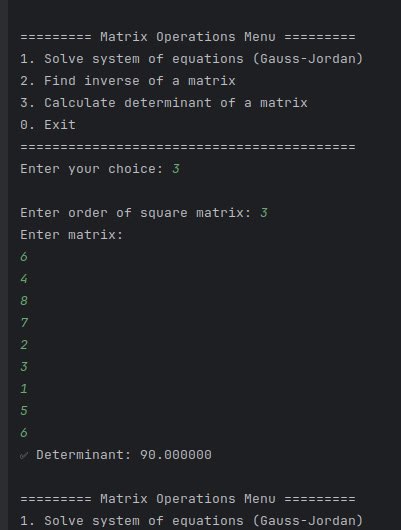 ========= Matrix Operations Menu =========
1. Solve system of equations (Gauss-Jordan)
2. Find inverse of a matrix
3. Calculate determinant of a matrix
0. Exit
==========================================
Enter your choice: 3
Enter order of square matrix: 3
Enter matrix:
6
4
8
7
2
3
1
5
6
✅ Determinant: 90.000000
========= Matrix Operations Menu =========
1. Solve system of equations (Gauss-Jordan)